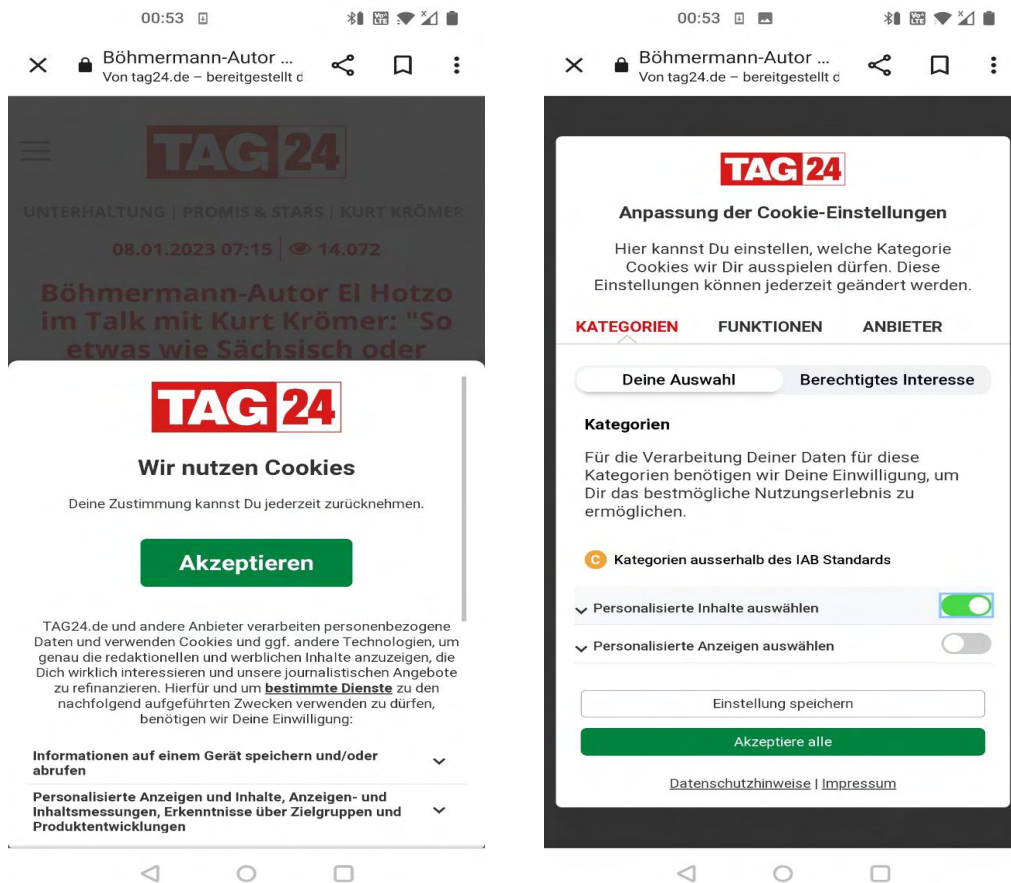 00:53
Böhmermann-Autor ...
Von tag24.de – bereitgestellt d
TAG 24
UNTERHALTUNG | PROMIS & STARS | KURT KRÖMER
08.01.2023 07:15 | 14.072
Böhmermann-Autor El Hotzo
im Talk mit Kurt Krömer: "So
etwas wie Sächsisch oder
TAG 24
Wir nutzen Cookies
Deine Zustimmung kannst Du jederzeit zurücknehmen.
Akzeptieren
TAG24.de und andere Anbieter verarbeiten personenbezogene
Daten und verwenden Cookies und ggf. andere Technologien, um
genau die redaktionellen und werblichen Inhalte anzuzeigen, die
Dich wirklich interessieren und unsere journalistischen Angebote
zu refinanzieren. Hierfür und um bestimmte Dienste zu den
nachfolgend aufgeführten Zwecken verwenden zu dürfen,
benötigen wir Deine Einwilligung:
Informationen auf einem Gerät speichern und/oder
abrufen
Personalisierte Anzeigen und Inhalte, Anzeigen- und
Inhaltsmessungen, Erkenntnisse über Zielgruppen und
Produktentwicklungen
00:53
Böhmermann-Autor ...
Von tag24.de – bereitgestellt d
TAG 24
Anpassung der Cookie-Einstellungen
Hier kannst Du einstellen, welche Kategorie
Cookies wir Dir ausspielen dürfen. Diese
Einstellungen können jederzeit geändert werden.
KATEGORIEN FUNKTIONEN ANBIETER
Deine Auswahl Berechtigtes Interesse
Kategorien
Für die Verarbeitung Deiner Daten für diese
Kategorien benötigen wir Deine Einwilligung, um
Dir das bestmögliche Nutzungserlebnis zu
ermöglichen.
C Kategorien ausserhalb des IAB Standards
Personalisierte Inhalte auswählen
Personalisierte Anzeigen auswählen
Einstellung speichern
Akzeptiere alle
Datenschutzhinweise | Impressum